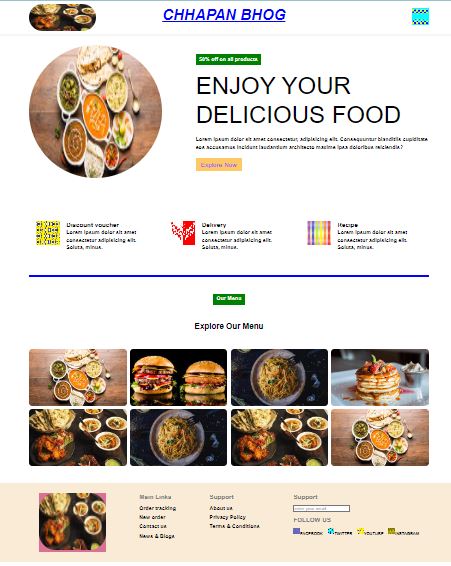 CHHAPAN BHOG
50% off on all products
ENJOY YOUR
DELICIOUS FOOD
Lorem ipsum dolor sit amet consectetur, adipisicing elit. Consequuntur blanditiis cupiditate
eos accusamus incidunt laudantium architecto maxime ipsa doloribus reiciendis?
Explore Now
Discount voucher
Lorem ipsum dolor sit amet
consectetur adipisicing elit.
Soluta, minus.
Delivery
Lorem ipsum dolor sit amet
consectetur adipisicing elit.
Soluta, minus.
Recipe
Lorem ipsum dolor sit amet
consectetur adipisicing elit.
Soluta, minus.
Our Menu
Explore Our Menu
Main Links
Order tracking
New order
Contact us
News & Blogs
Support
About us
Privacy Policy
Terms & Conditions
Support
enter your email
FOLLOW US
FACEBOOK TWITTER YOUTUBE INSTAGRAM